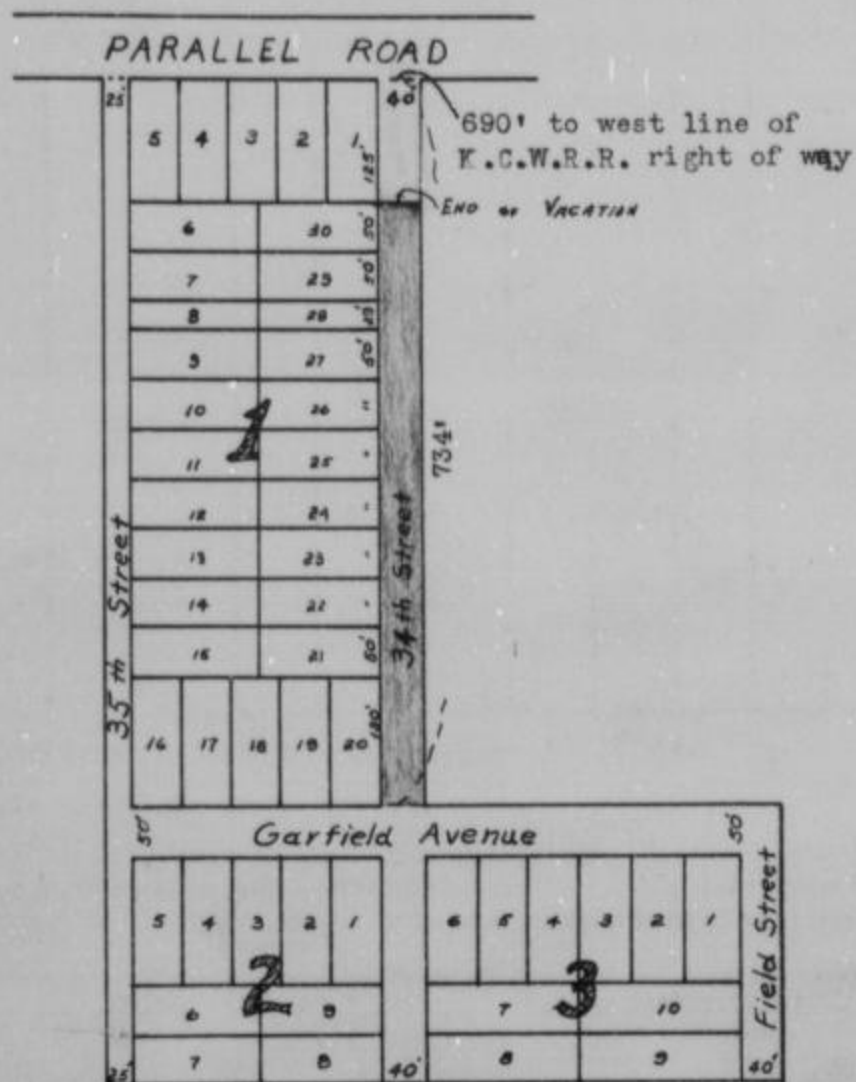 PARALLEL ROAD
25' 40'
690' to west line of
K.C.W.R.R. right of way
5 4 3 2 1 125'
END OF VACATION
6 30 50'
7 29 50'
8 28
9 27
10 26 "
1
11 25 "
734'
12 24 "
13 23 "
14 22 "
15 21
35th Street
34th Street
16 17 18 19 20
50' Garfield Avenue 50'
5 4 3 2 1 6 5 4 3 2 1
2 3
6 9 7 10
7 8 8 9
Field Street
25' 40' 40'